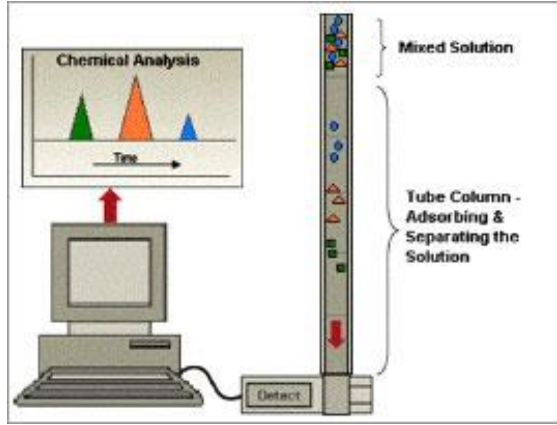 Chemical Analysis
Time
Mixed Solution
Tube Column -
Adsorbing &
Separating the
Solution
Detect